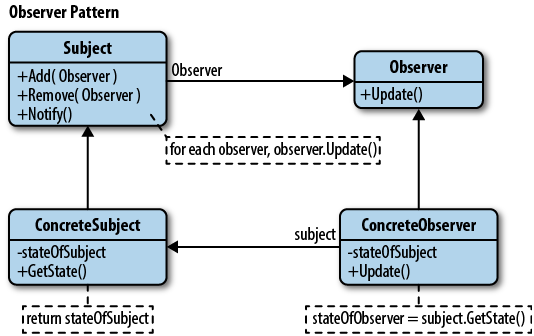 Observer Pattern
Subject
+Add( Observer )
+Remove( Observer )
+Notify()
Observer
Observer
+Update()
for each observer, observer.Update()
ConcreteSubject
-stateOfSubject
+GetState()
subject
ConcreteObserver
-stateOfSubject
+Update()
return stateOfSubject
stateOfObserver = subject.GetState()